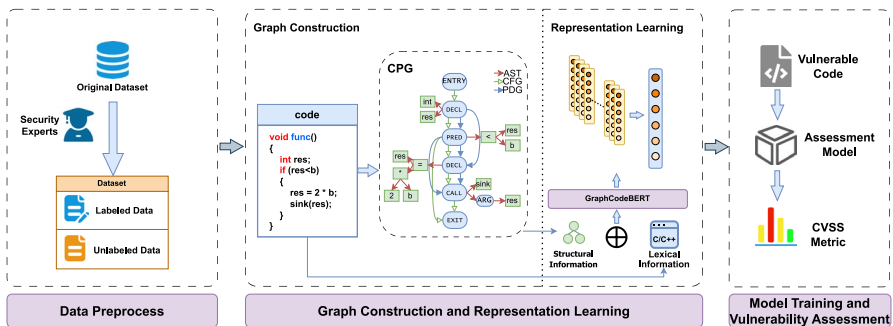 Original Dataset
Security
Experts
Dataset
Labeled Data
Unlabeled Data
Data Preprocess
Graph Construction
code
void func()
{
int res;
if (res<b)
{
res = 2 * b;
sink(res);
}
}
CPG
AST
CFG
PDG
ENTRY
int
DECL
res
PRED
<
res
b
res
=
DECL
*
2
b
CALL
sink
ARG
res
EXIT
Representation Learning
GraphCodeBERT
Structural
Information
C/C++
Lexical
Information
Graph Construction and Representation Learning
Vulnerable
Code
Assessment
Model
CVSS
Metric
Model Training and
Vulnerability Assessment